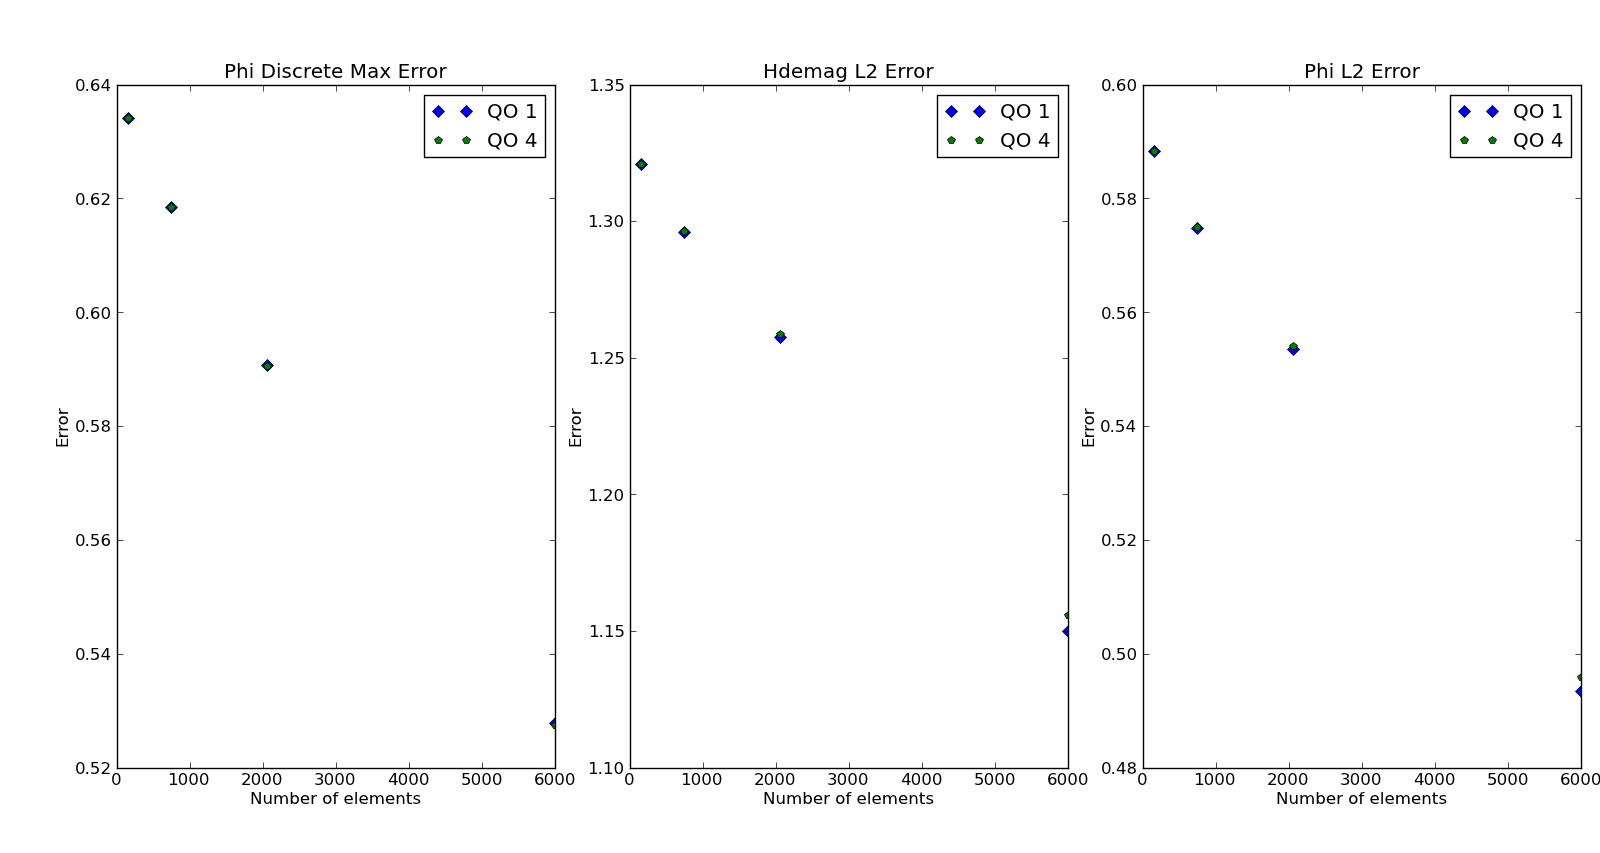 Phi Discrete Max Error
0.64
0.62
0.60
0.58
0.56
0.54
0.52
Error
QO 1
QO 4
0 1000 2000 3000 4000 5000 6000
Number of elements
Hdemag L2 Error
1.35
1.30
1.25
1.20
1.15
1.10
Error
QO 1
QO 4
0 1000 2000 3000 4000 5000 6000
Number of elements
Phi L2 Error
0.60
0.58
0.56
0.54
0.52
0.50
0.48
Error
QO 1
QO 4
0 1000 2000 3000 4000 5000 6000
Number of elements